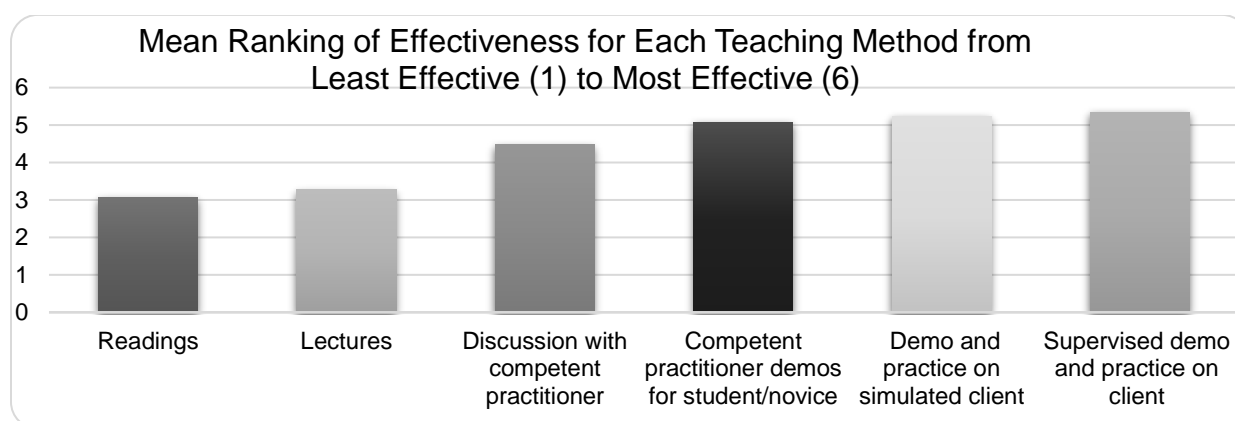 Mean Ranking of Effectiveness for Each Teaching Method from
Least Effective (1) to Most Effective (6)
6
5
4
3
2
1
0
Readings
Lectures
Discussion with
competent
practitioner
Competent
practitioner demos
for student/novice
Demo and
practice on
simulated client
Supervised demo
and practice on
client